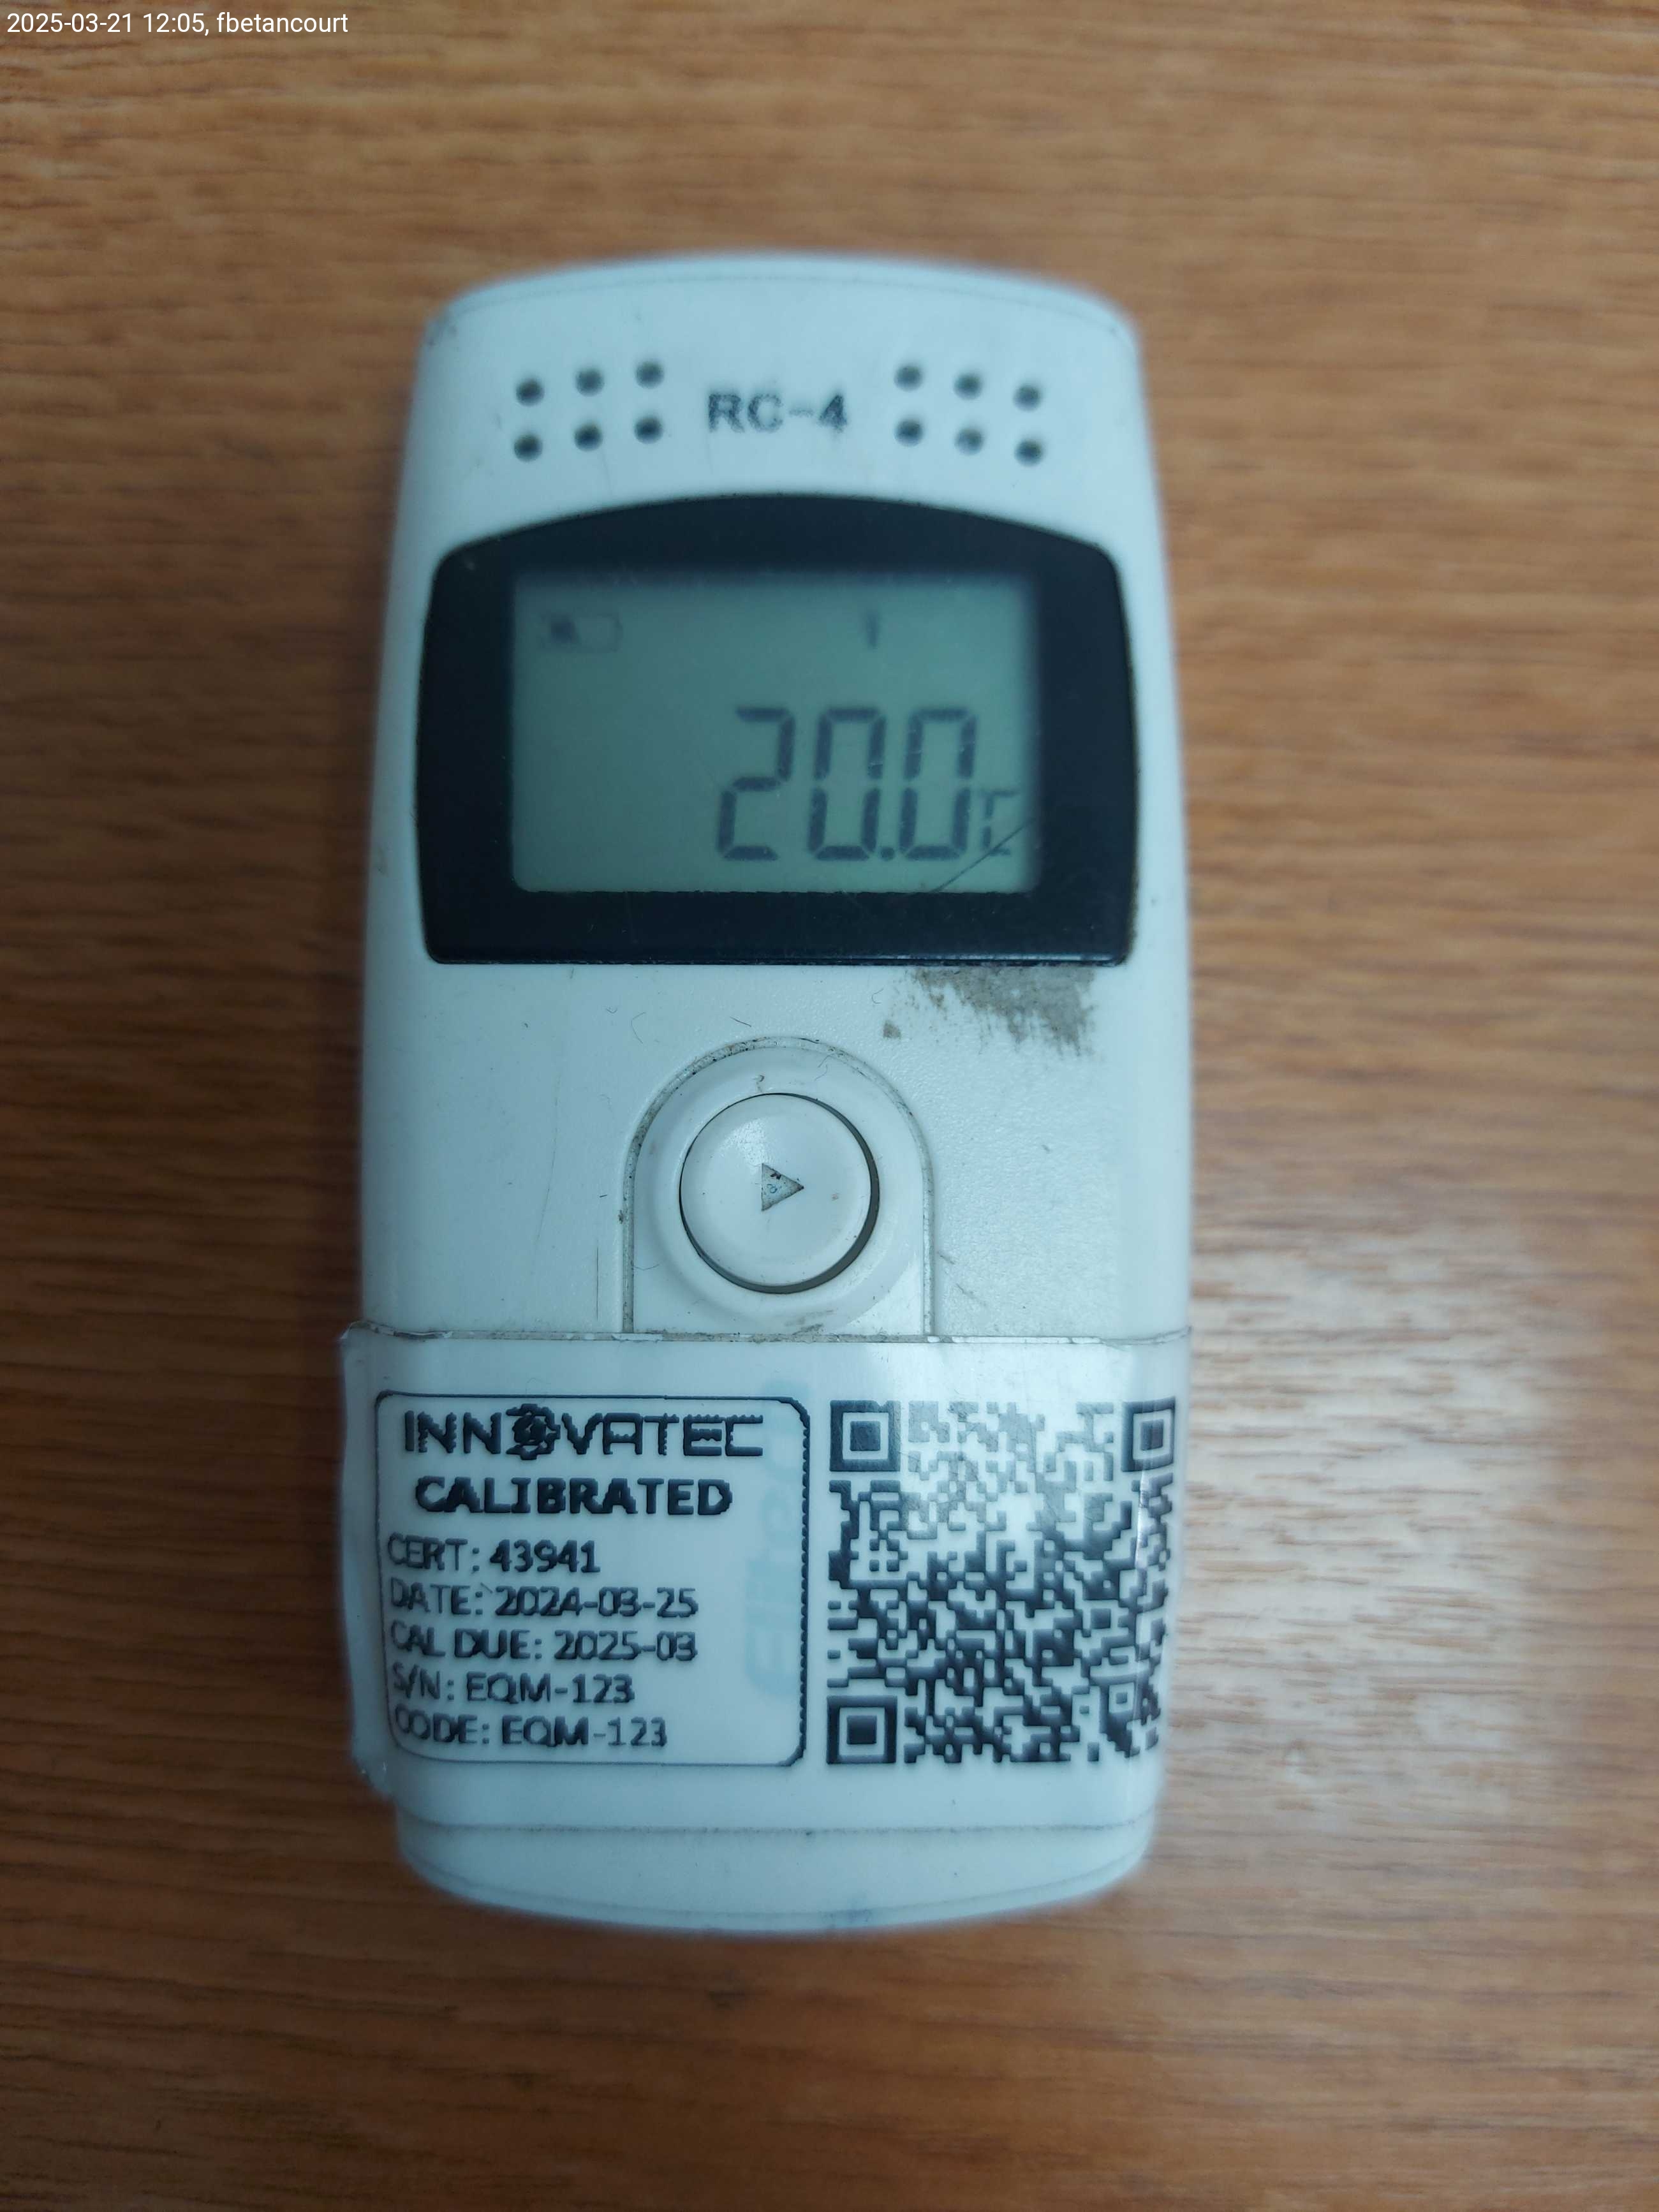 2025-03-21 12:05, fbetancourt
RC-4
20.0℃
INNOVATEC
CALIBRATED
CERT: 43941
DATE: 2024-03-25
CAL DUE: 2025-03
S/N: EQM-123
CODE: EQM-123
Elitech